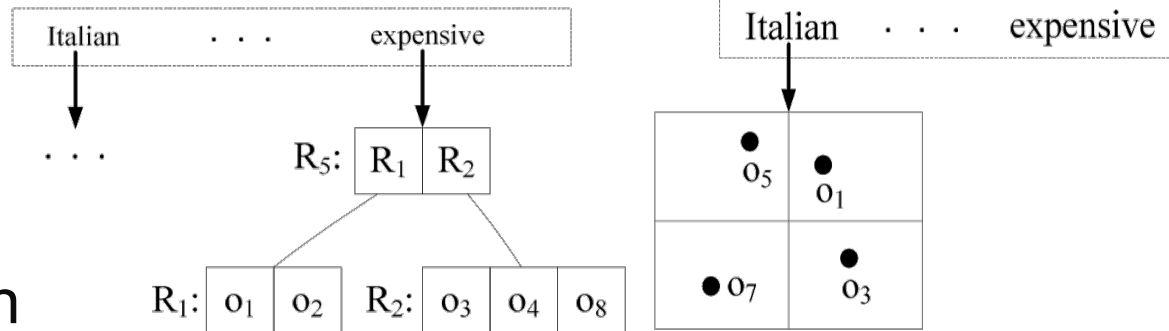 Italian . . . expensive
. . .
R₅: R₁ R₂
R₁: o₁ o₂ R₂: o₃ o₄ o₈
Italian . . . expensive
o₅
o₁
o₇
o₃